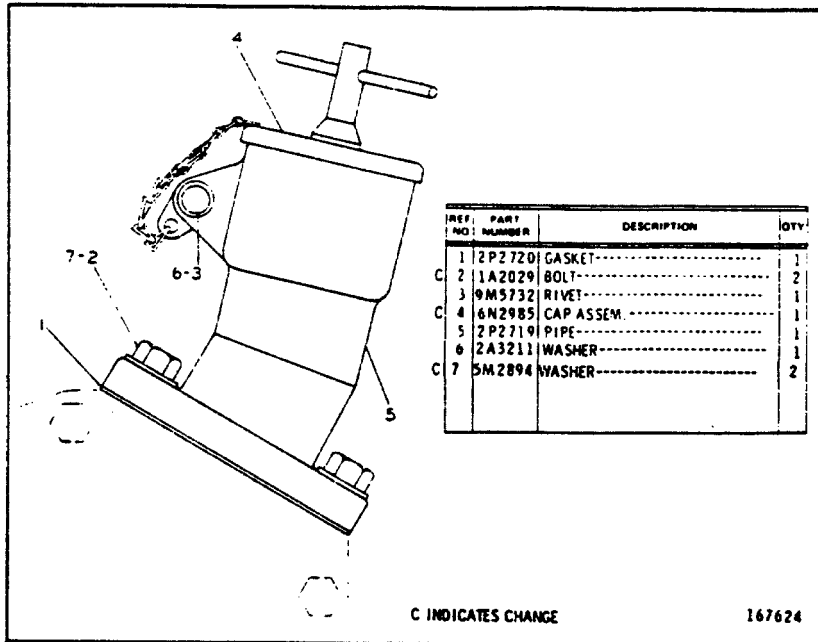 4
7-2
6-3
1
5
REF NO PART NUMBER DESCRIPTION QTY
1 2P2720 GASKET 1
C 2 1A2029 BOLT 2
3 9M5732 RIVET 1
C 4 6N2985 CAP ASSEM. 1
5 2P2719 PIPE 1
6 2A3211 WASHER 1
C 7 5M2894 WASHER 2
C INDICATES CHANGE 167624